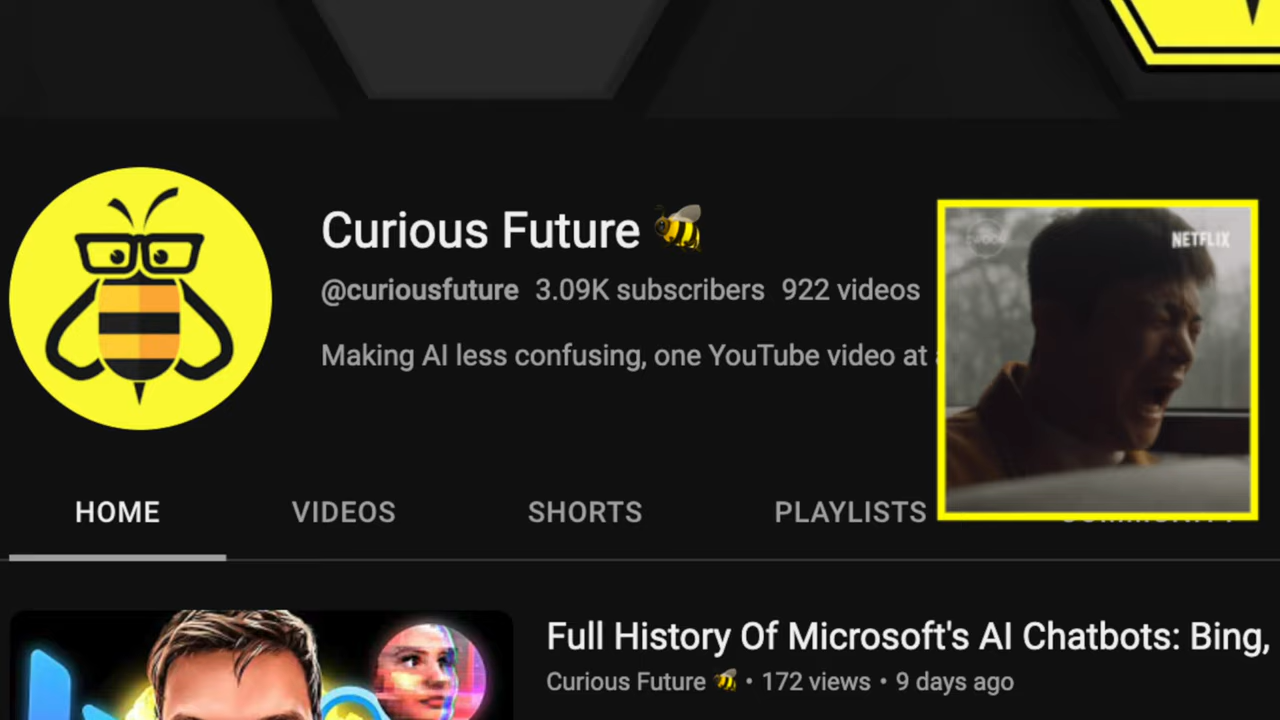 Curious Future 🐝
@curiousfuture 3.09K subscribers 922 videos
Making AI less confusing, one YouTube video at
NETFLIX
HOME VIDEOS SHORTS PLAYLISTS
Full History Of Microsoft's AI Chatbots: Bing,
Curious Future 🐝 • 172 views • 9 days ago